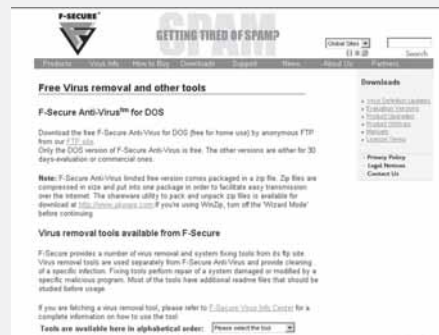 F-SECURE
SPAM
GETTING TIRED OF SPAM?
Global Sites
Search
Products Virus Info How to Buy Downloads Support News About Us Partners
Free Virus removal and other tools
Downloads
Virus Definition Updates
Evaluation Versions
Product Upgrades
Product Hotfixes
Manuals
License Terms
Privacy Policy
Legal Notices
Contact Us
F-Secure Anti-Virus™ for DOS
Download the free F-Secure Anti-Virus for DOS (free for home use) by anonymous FTP
from our FTP site.
Only the DOS version of F-Secure Anti-Virus is free. The other versions are either for 30
days-evaluation or commercial ones.
Note: F-Secure Anti-Virus limited free version comes packaged in a zip file. Zip files are
compressed in size and put into one package in order to facilitate easy transmission
over the internet. The shareware utility to pack and unpack zip files is available for
download at http://www.pkware.com If you're using WinZip, turn off the 'Wizard Mode'
before continuing
Virus removal tools available from F-Secure
F-Secure provides a number of virus removal and system fixing tools from its ftp site.
Virus removal tools are used separately from F-Secure Anti-Virus and provide cleaning
of a specific infection. Fixing tools perform repair of a system damaged or modified by a
specific malicious program. Most of the tools have additional readme files that should be
studied before usage
If you are fetching a virus removal tool, please refer to F-Secure Virus Info Center for a
complete information on how to use the tool
Tools are available here in alphabetical order: Please select the tool